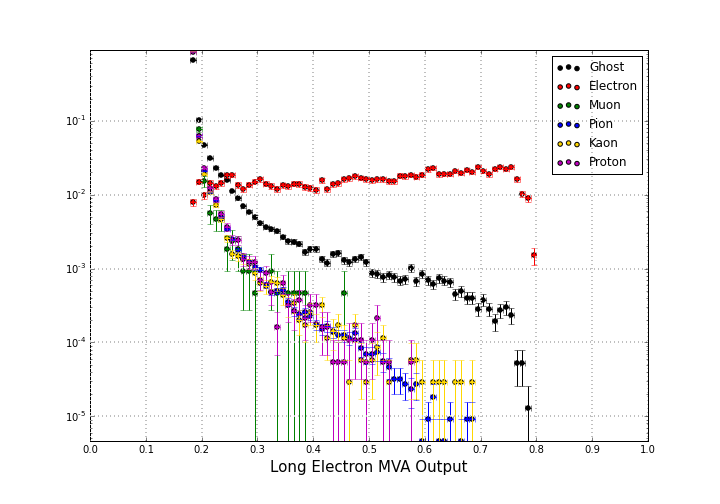 Ghost
Electron
Muon
Pion
Kaon
Proton
10^-1
10^-2
10^-3
10^-4
10^-5
0.0 0.1 0.2 0.3 0.4 0.5 0.6 0.7 0.8 0.9 1.0
Long Electron MVA Output